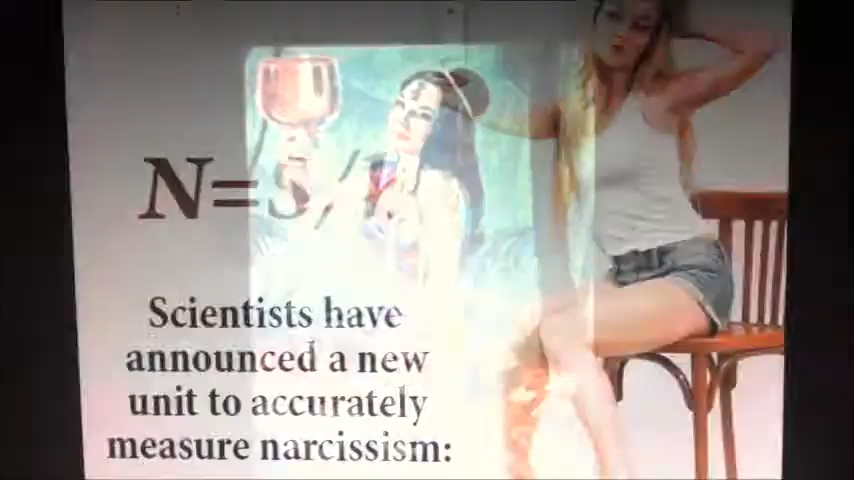 N=S/
Scientists have
announced a new
unit to accurately
measure narcissism: